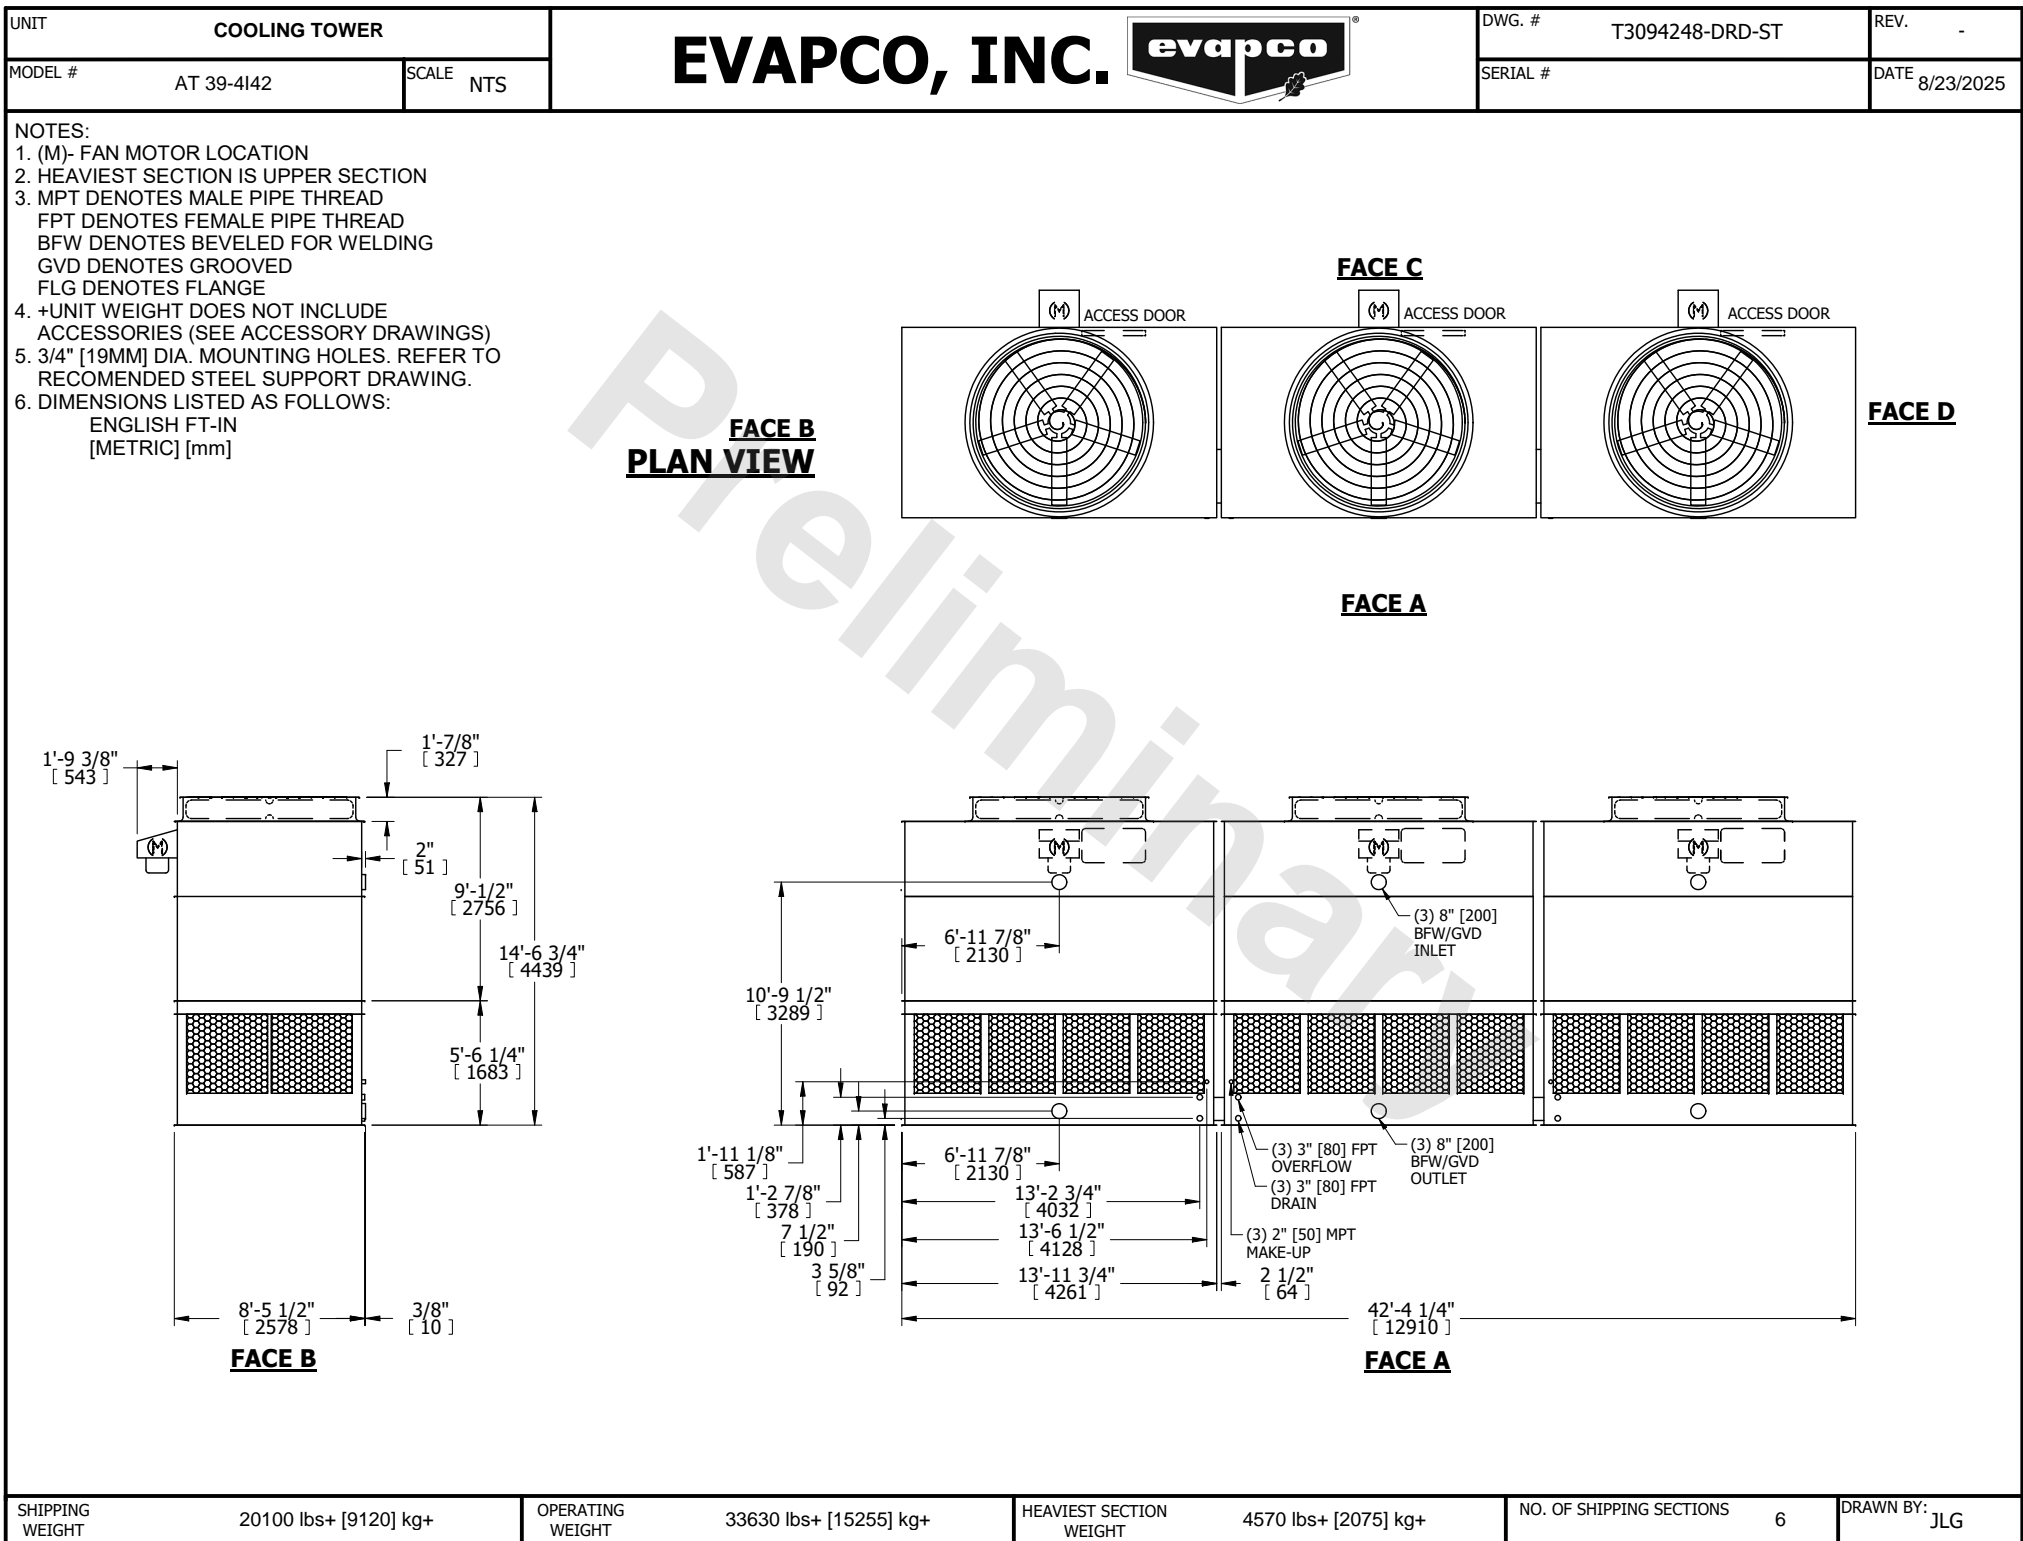 UNIT
COOLING TOWER
MODEL #
AT 39-4I42
SCALE
NTS
EVAPCO, INC.
evapco
®
DWG. #
T3094248-DRD-ST
REV.
-
SERIAL #
DATE
8/23/2025
NOTES:
1. (M)- FAN MOTOR LOCATION
2. HEAVIEST SECTION IS UPPER SECTION
3. MPT DENOTES MALE PIPE THREAD
FPT DENOTES FEMALE PIPE THREAD
BFW DENOTES BEVELED FOR WELDING
GVD DENOTES GROOVED
FLG DENOTES FLANGE
4. +UNIT WEIGHT DOES NOT INCLUDE
ACCESSORIES (SEE ACCESSORY DRAWINGS)
5. 3/4" [19MM] DIA. MOUNTING HOLES. REFER TO
RECOMENDED STEEL SUPPORT DRAWING.
6. DIMENSIONS LISTED AS FOLLOWS:
ENGLISH FT-IN
[METRIC] [mm]
Preliminary
FACE C
(M)
ACCESS DOOR
(M)
ACCESS DOOR
(M)
ACCESS DOOR
FACE B
PLAN VIEW
FACE D
FACE A
1'-9 3/8"
[ 543 ]
1'-7/8"
[ 327 ]
(M)
2"
[ 51 ]
9'-1/2"
[ 2756 ]
14'-6 3/4"
[ 4439 ]
5'-6 1/4"
[ 1683 ]
8'-5 1/2"
[ 2578 ]
3/8"
[ 10 ]
FACE B
(M)
(M)
(M)
(3) 8" [200]
BFW/GVD
INLET
6'-11 7/8"
[ 2130 ]
10'-9 1/2"
[ 3289 ]
1'-11 1/8"
[ 587 ]
1'-2 7/8"
[ 378 ]
7 1/2"
[ 190 ]
3 5/8"
[ 92 ]
6'-11 7/8"
[ 2130 ]
13'-2 3/4"
[ 4032 ]
13'-6 1/2"
[ 4128 ]
13'-11 3/4"
[ 4261 ]
2 1/2"
[ 64 ]
(3) 3" [80] FPT
OVERFLOW
(3) 3" [80] FPT
DRAIN
(3) 2" [50] MPT
MAKE-UP
(3) 8" [200]
BFW/GVD
OUTLET
42'-4 1/4"
[ 12910 ]
FACE A
SHIPPING
WEIGHT
20100 lbs+ [9120] kg+
OPERATING
WEIGHT
33630 lbs+ [15255] kg+
HEAVIEST SECTION
WEIGHT
4570 lbs+ [2075] kg+
NO. OF SHIPPING SECTIONS
6
DRAWN BY:
JLG